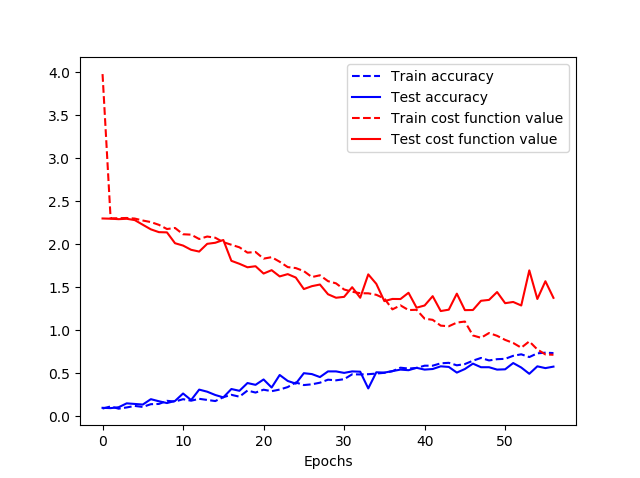 4.0
3.5
3.0
2.5
2.0
1.5
1.0
0.5
0.0
Train accuracy
Test accuracy
Train cost function value
Test cost function value
0 10 20 30 40 50
Epochs